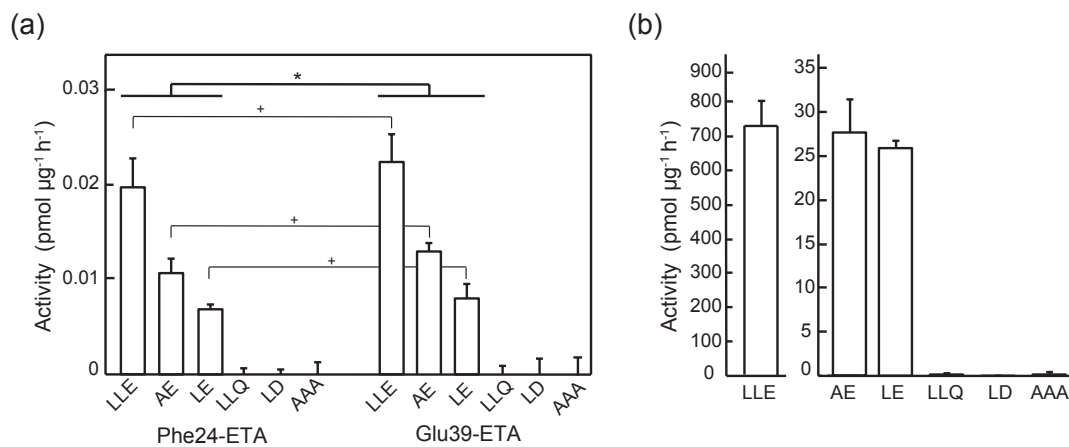 (a)
Activity (pmol µg⁻¹ h⁻¹)
0.03
0.02
0.01
0
*
+
+
+
LLE
AE
LE
LLQ
LD
AAA
LLE
AE
LE
LLQ
LD
AAA
Phe24-ETA
Glu39-ETA
(b)
Activity (pmol µg⁻¹ h⁻¹)
900
800
700
600
500
400
300
200
100
0
35
30
25
20
15
10
5
0
LLE
AE
LE
LLQ
LD
AAA